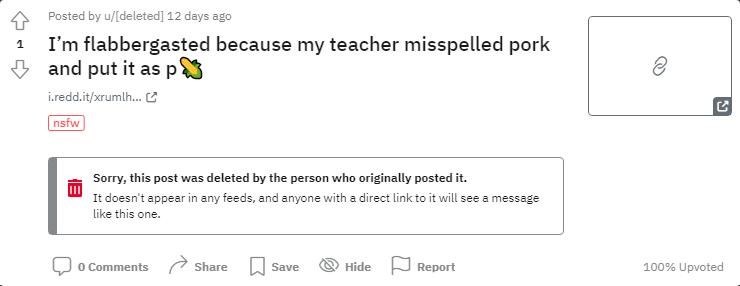 Posted by u/[deleted] 12 days ago
1
I’m flabbergasted because my teacher misspelled pork
and put it as p🌽
i.redd.it/xrumlh...
nsfw
Sorry, this post was deleted by the person who originally posted it.
It doesn't appear in any feeds, and anyone with a direct link to it will see a message
like this one.
0 Comments Share Save Hide Report 100% Upvoted